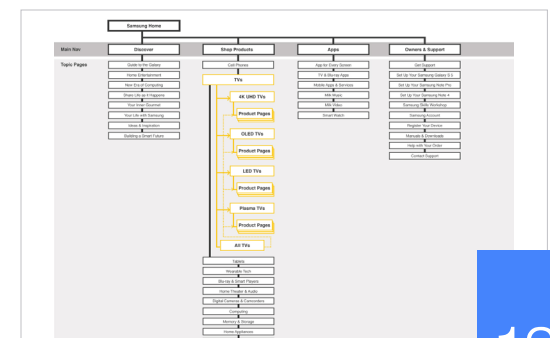 Samsung Home
Main Nav
Discover
Shop Products
Apps
Owners & Support
Topic Pages
Guide to the Galaxy
Home Entertainment
New Era of Computing
Share Life as it Happens
Your Inner Gourmet
Your Life with Samsung
Ideas & Inspiration
Building a Smart Future
Cell Phones
TVs
4K UHD TVs
Product Pages
OLED TVs
Product Pages
LED TVs
Product Pages
Plasma TVs
Product Pages
All TVs
Tablets
Wearable Tech
Blu-ray & Smart Players
Home Theater & Audio
Digital Cameras & Camcorders
Computing
Memory & Storage
Home Appliances
App for Every Screen
TV & Blu-ray Apps
Mobile Apps & Services
Milk Music
Milk Video
Smart Watch
Get Support
Set Up Your Samsung Galaxy S 5
Set Up Your Samsung Note Pro
Set Up Your Samsung Note 4
Samsung Skills Workshop
Samsung Account
Register Your Device
Manuals & Downloads
Help with Your Order
Contact Support